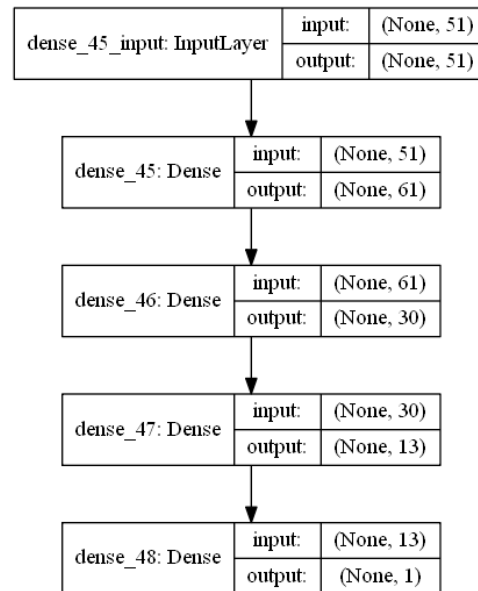 dense_45_input: InputLayer
input: (None, 51)
output: (None, 51)
dense_45: Dense
input: (None, 51)
output: (None, 61)
dense_46: Dense
input: (None, 61)
output: (None, 30)
dense_47: Dense
input: (None, 30)
output: (None, 13)
dense_48: Dense
input: (None, 13)
output: (None, 1)